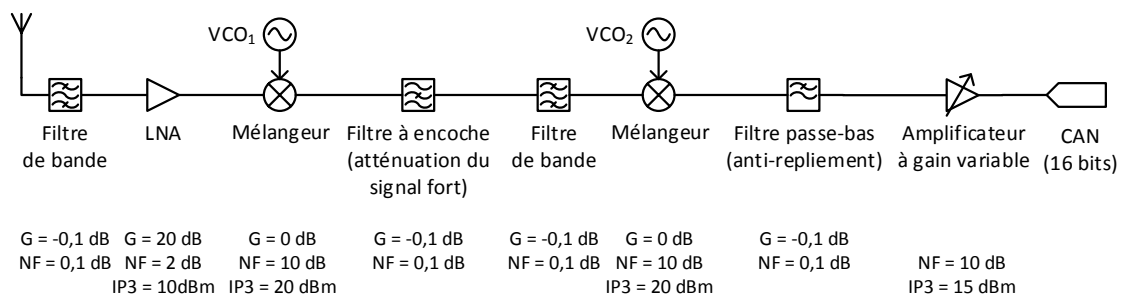 VCO1
VCO2
Filtre
de bande
LNA
Mélangeur
Filtre à encoche
(atténuation du
signal fort)
Filtre
de bande
Mélangeur
Filtre passe-bas
(anti-repliement)
Amplificateur
à gain variable
CAN
(16 bits)
G = -0,1 dB
NF = 0,1 dB
G = 20 dB
NF = 2 dB
IP3 = 10dBm
G = 0 dB
NF = 10 dB
IP3 = 20 dBm
G = -0,1 dB
NF = 0,1 dB
G = -0,1 dB
NF = 0,1 dB
G = 0 dB
NF = 10 dB
IP3 = 20 dBm
G = -0,1 dB
NF = 0,1 dB
NF = 10 dB
IP3 = 15 dBm